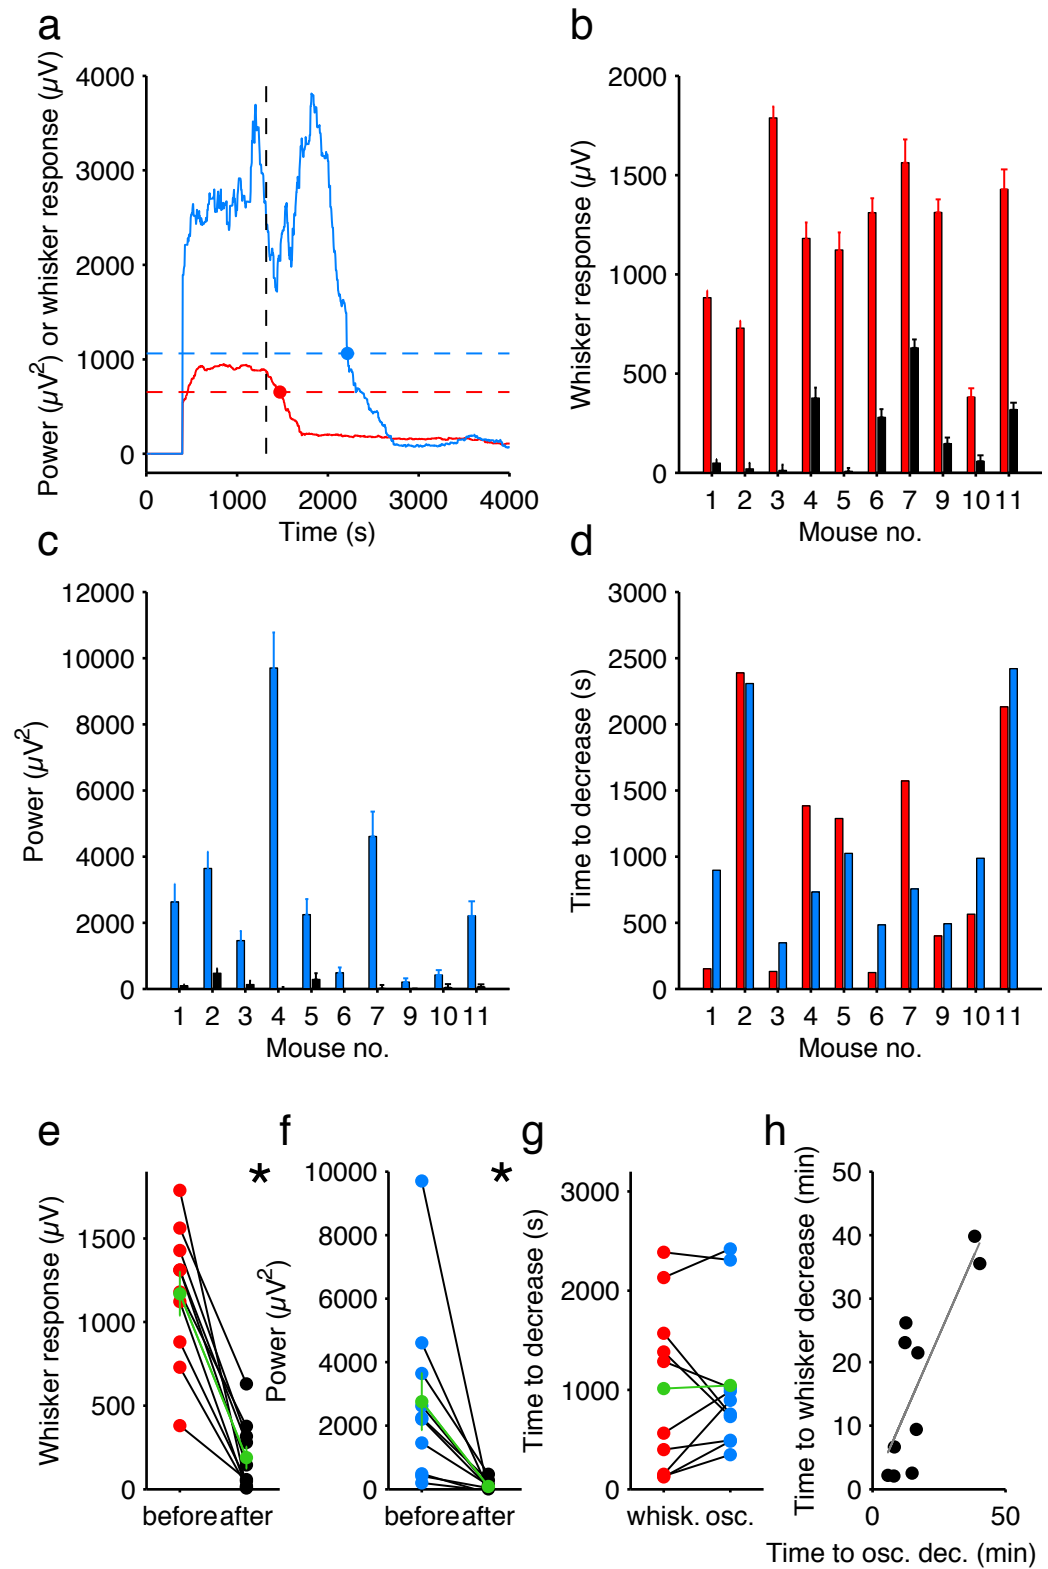 a
Power (µV²) or whisker response (µV)
4000
3000
2000
1000
0
0 1000 2000 3000 4000
Time (s)
b
Whisker response (µV)
2000
1500
1000
500
0
1 2 3 4 5 6 7 9 10 11
Mouse no.
c
Power (µV²)
12000
10000
8000
6000
4000
2000
0
1 2 3 4 5 6 7 9 10 11
Mouse no.
d
Time to decrease (s)
3000
2500
2000
1500
1000
500
0
1 2 3 4 5 6 7 9 10 11
Mouse no.
e
Whisker response (µV)
1500
1000
500
0
*
before after
f
Power (µV²)
10000
8000
6000
4000
2000
0
*
before after
g
Time to decrease (s)
3000
2000
1000
0
whisk. osc.
h
Time to whisker decrease (min)
50
40
30
20
10
0
0 50
Time to osc. dec. (min)